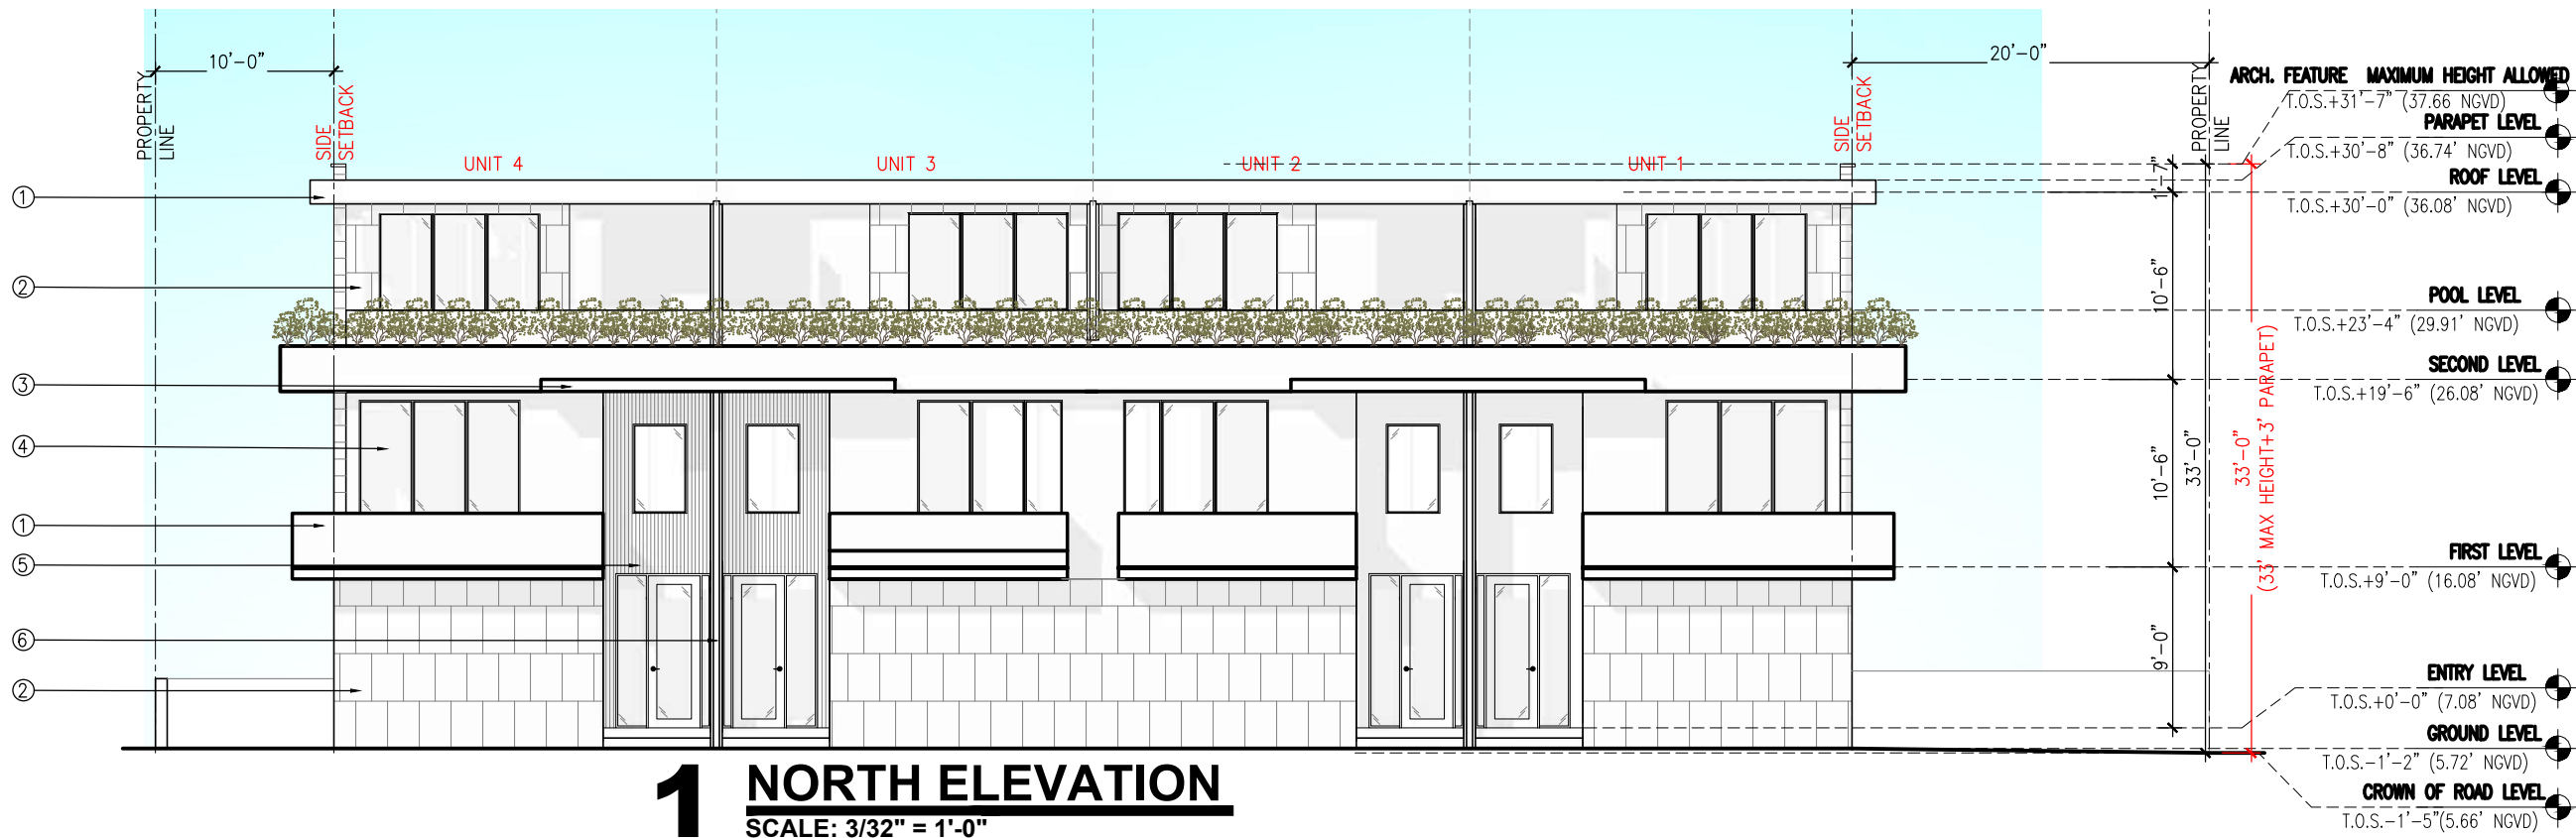 10'-0"
20'-0"
PROPERTY
LINE
SIDE
SETBACK
SIDE
SETBACK
PROPERTY
LINE
UNIT 4
UNIT 3
UNIT 2
UNIT 1
ARCH. FEATURE MAXIMUM HEIGHT ALLOWED
T.O.S.+31'-7" (37.66 NGVD)
PARAPET LEVEL
T.O.S.+30'-8" (36.74' NGVD)
ROOF LEVEL
T.O.S.+30'-0" (36.08' NGVD)
POOL LEVEL
T.O.S.+23'-4" (29.91' NGVD)
SECOND LEVEL
T.O.S.+19'-6" (26.08' NGVD)
FIRST LEVEL
T.O.S.+9'-0" (16.08' NGVD)
ENTRY LEVEL
T.O.S.+0'-0" (7.08' NGVD)
GROUND LEVEL
T.O.S.-1'-2" (5.72' NGVD)
CROWN OF ROAD LEVEL
T.O.S.-1'-5"(5.66' NGVD)
1'-7"
10'-6"
10'-6"
9'-0"
33'-0"
33'-0"
(33' MAX HEIGHT+3' PARAPET)
1
2
3
4
1
5
6
2
1 NORTH ELEVATION
SCALE: 3/32" = 1'-0"